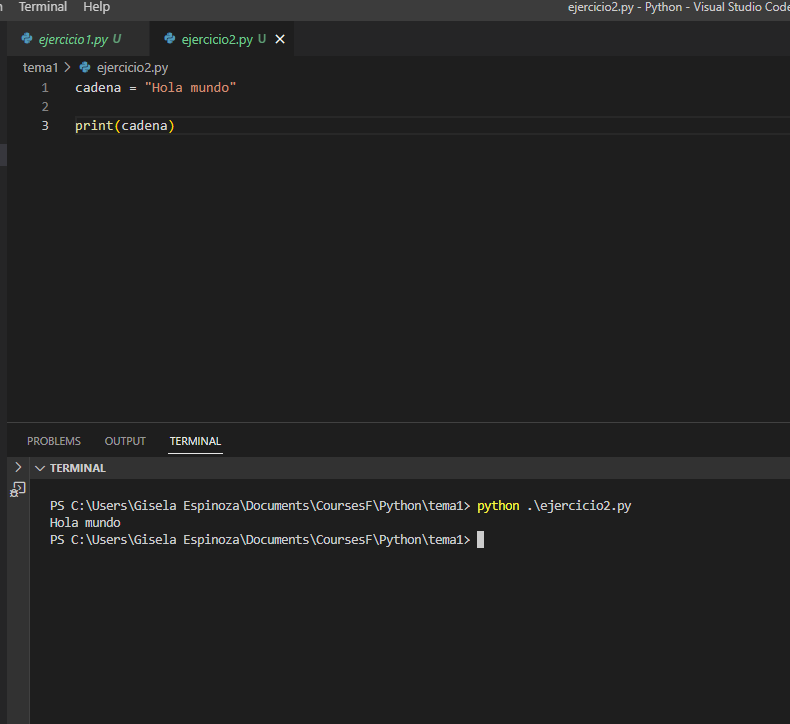 Terminal Help ejercicio2.py - Python - Visual Studio Code
ejercicio1.py U ejercicio2.py U
tema1 > ejercicio2.py
1 cadena = "Hola mundo"
2
3 print(cadena)
PROBLEMS OUTPUT TERMINAL
TERMINAL
PS C:\Users\Gisela Espinoza\Documents\CoursesF\Python\tema1> python .\ejercicio2.py
Hola mundo
PS C:\Users\Gisela Espinoza\Documents\CoursesF\Python\tema1>